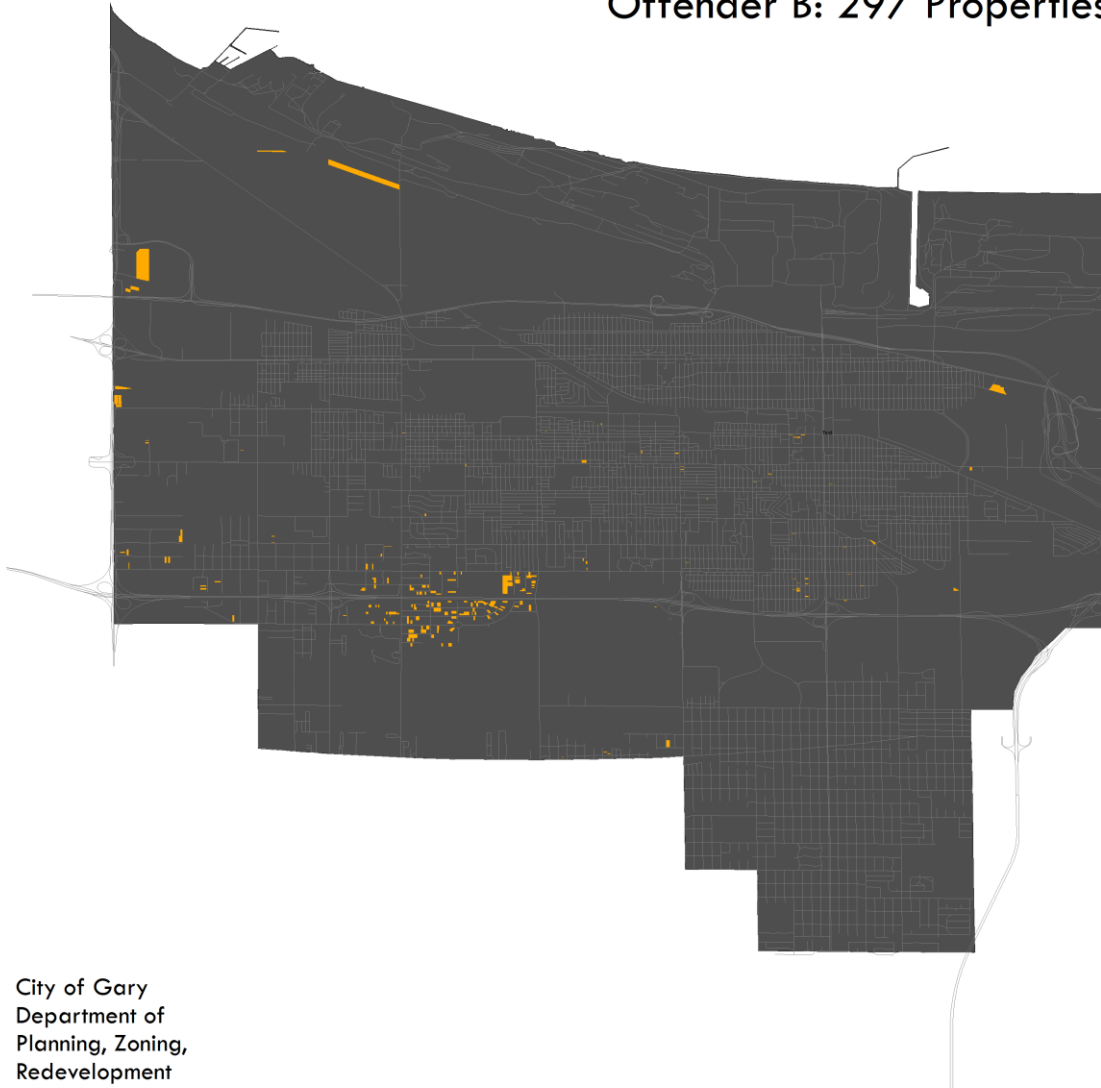 Offender B: 297 Properties
City of Gary
Department of
Planning, Zoning,
Redevelopment